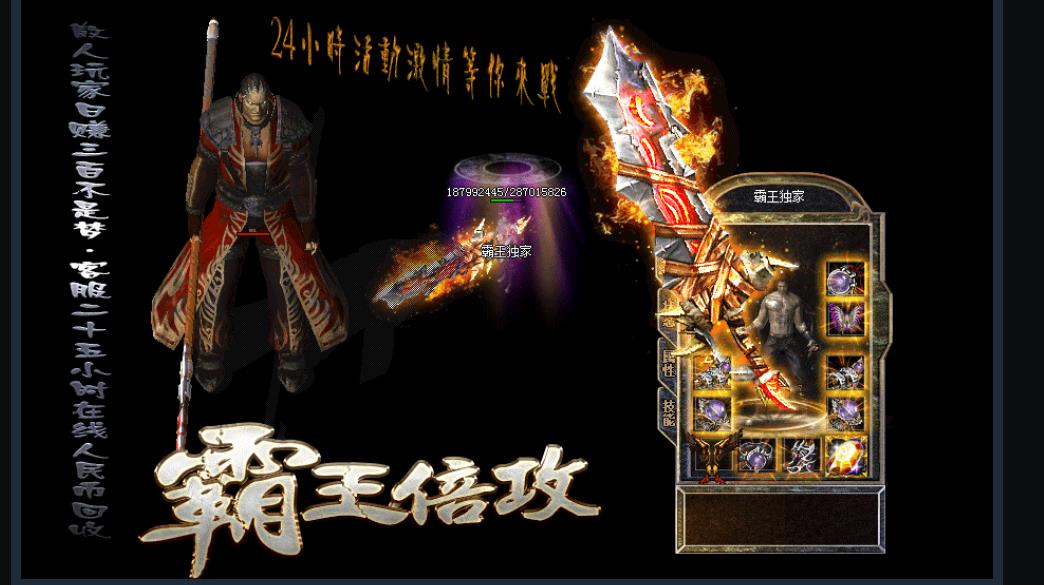 散人玩家日赚三百不是梦·客服二十五小时在线人民币回收
24小時活動激情等你來戰
187992445/287015826
霸王独家
霸王独家
属性
技能
霸王倍攻